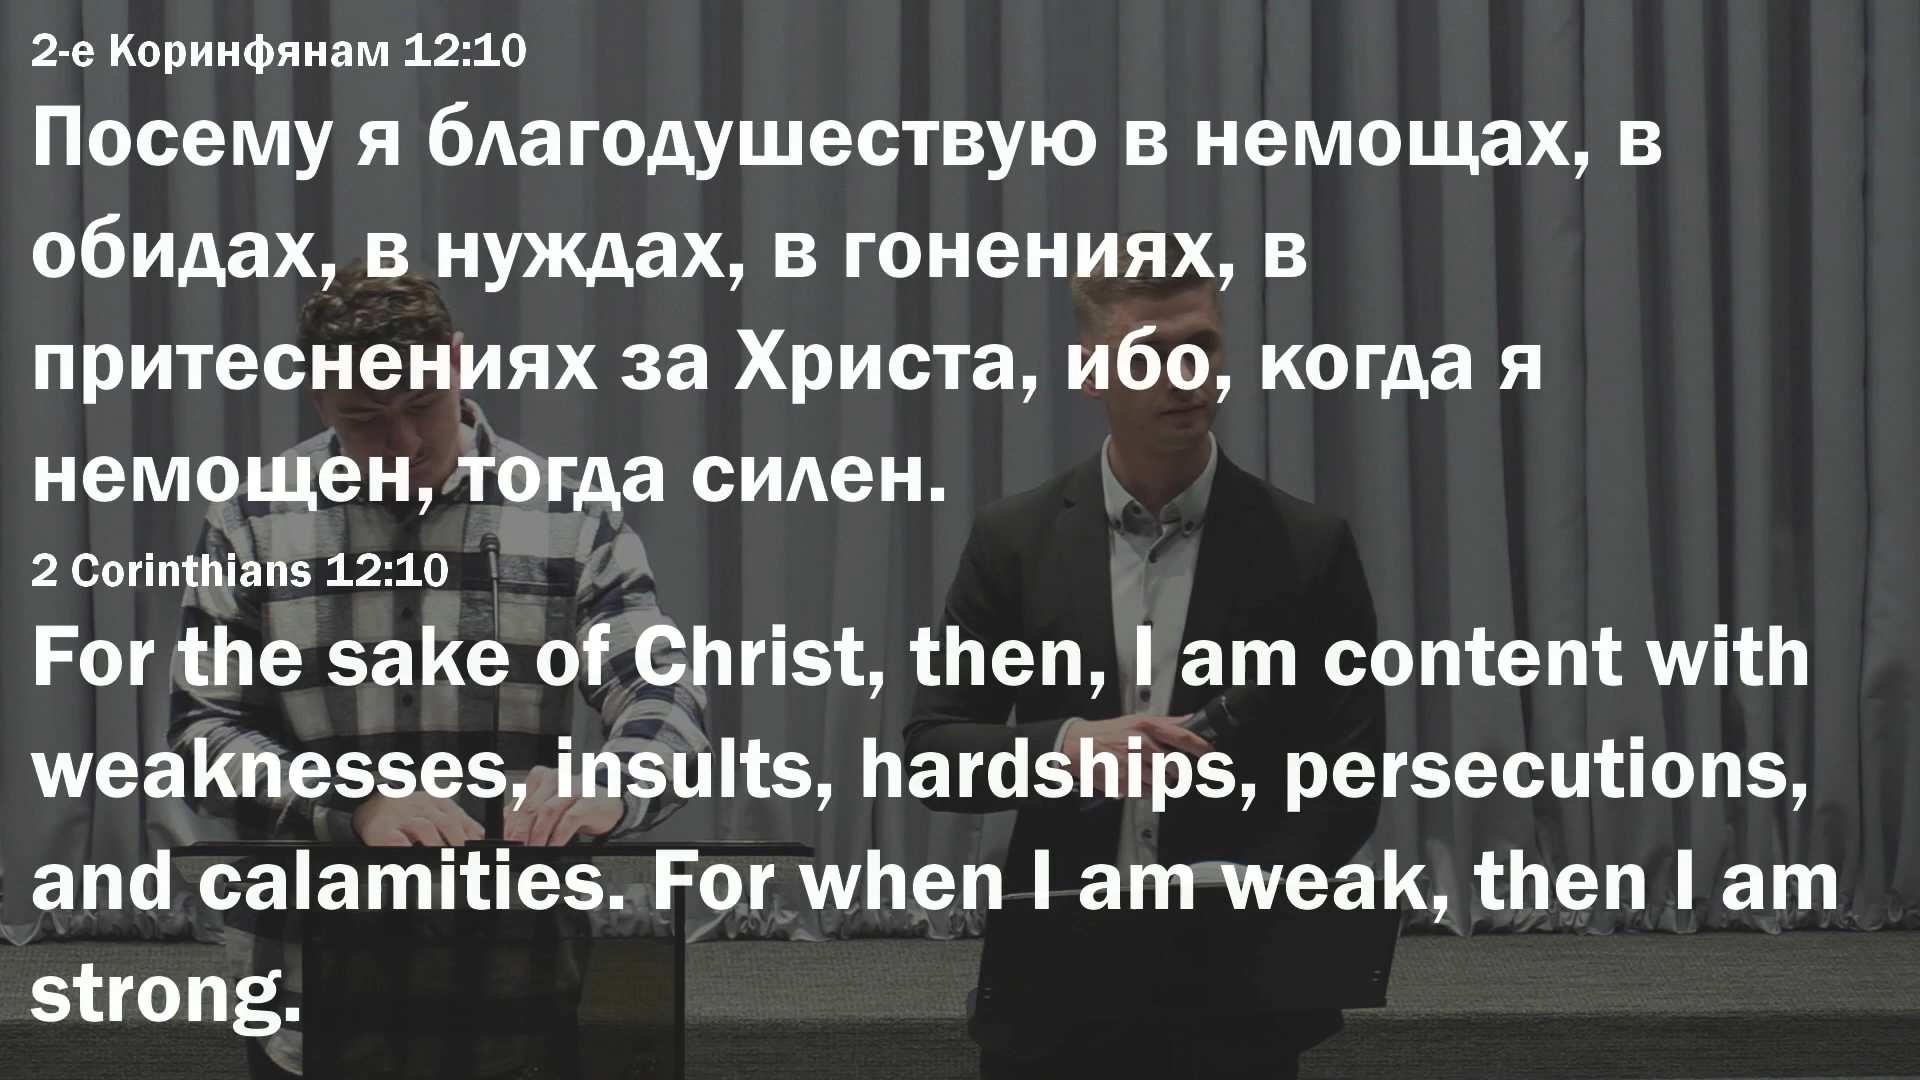 2-е Коринфянам 12:10
Посему я благодушествую в немощах, в
обидах, в нуждах, в гонениях, в
притеснениях за Христа, ибо, когда я
немощен, тогда силен.
2 Corinthians 12:10
For the sake of Christ, then, I am content with
weaknesses, insults, hardships, persecutions,
and calamities. For when I am weak, then I am
strong.